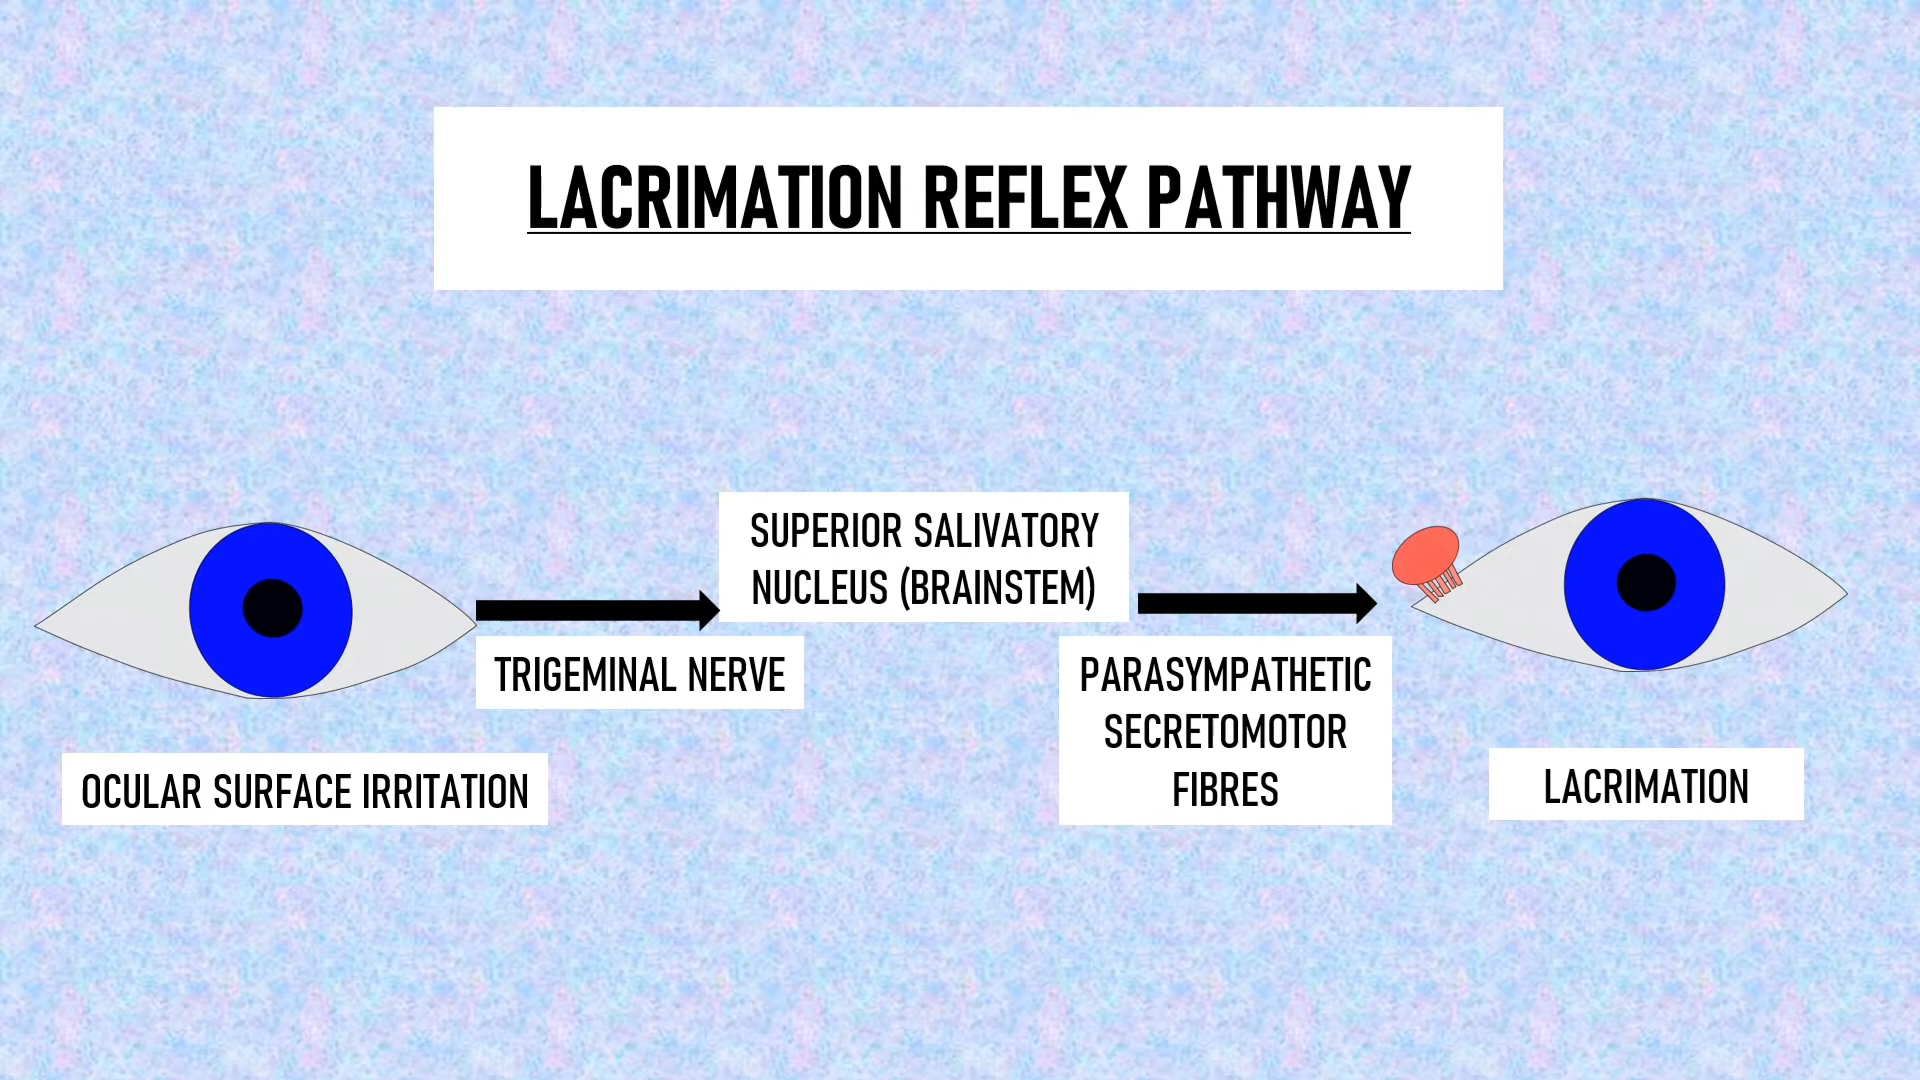 LACRIMATION REFLEX PATHWAY
SUPERIOR SALIVATORY
NUCLEUS (BRAINSTEM)
TRIGEMINAL NERVE
PARASYMPATHETIC
SECRETOMOTOR
FIBRES
OCULAR SURFACE IRRITATION
LACRIMATION